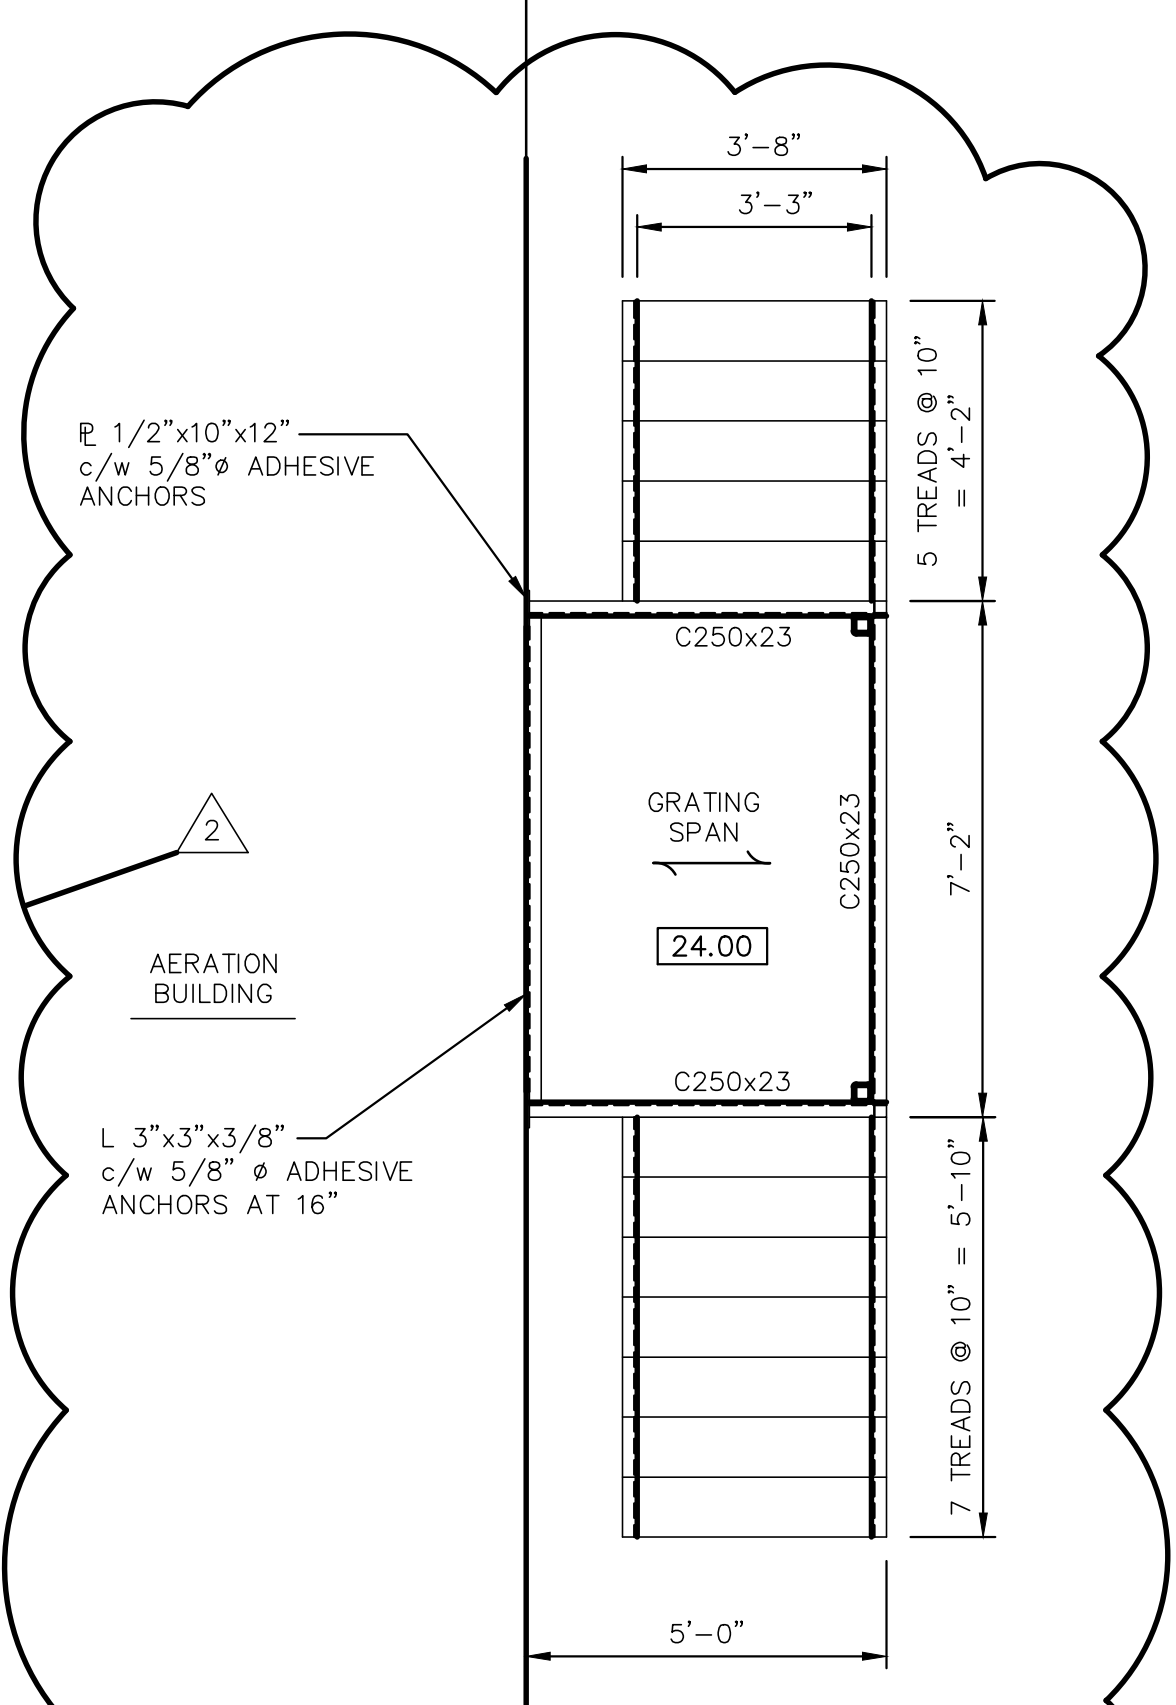 3'-8"
3'-3"
5 TREADS @ 10"
= 4'-2"
℄ 1/2"x10"x12"
c/w 5/8"ø ADHESIVE
ANCHORS
C250x23
GRATING
SPAN
C250x23
7'-2"
2
24.00
AERATION
BUILDING
C250x23
L 3"x3"x3/8"
c/w 5/8" ø ADHESIVE
ANCHORS AT 16"
7 TREADS @ 10" = 5'-10"
5'-0"